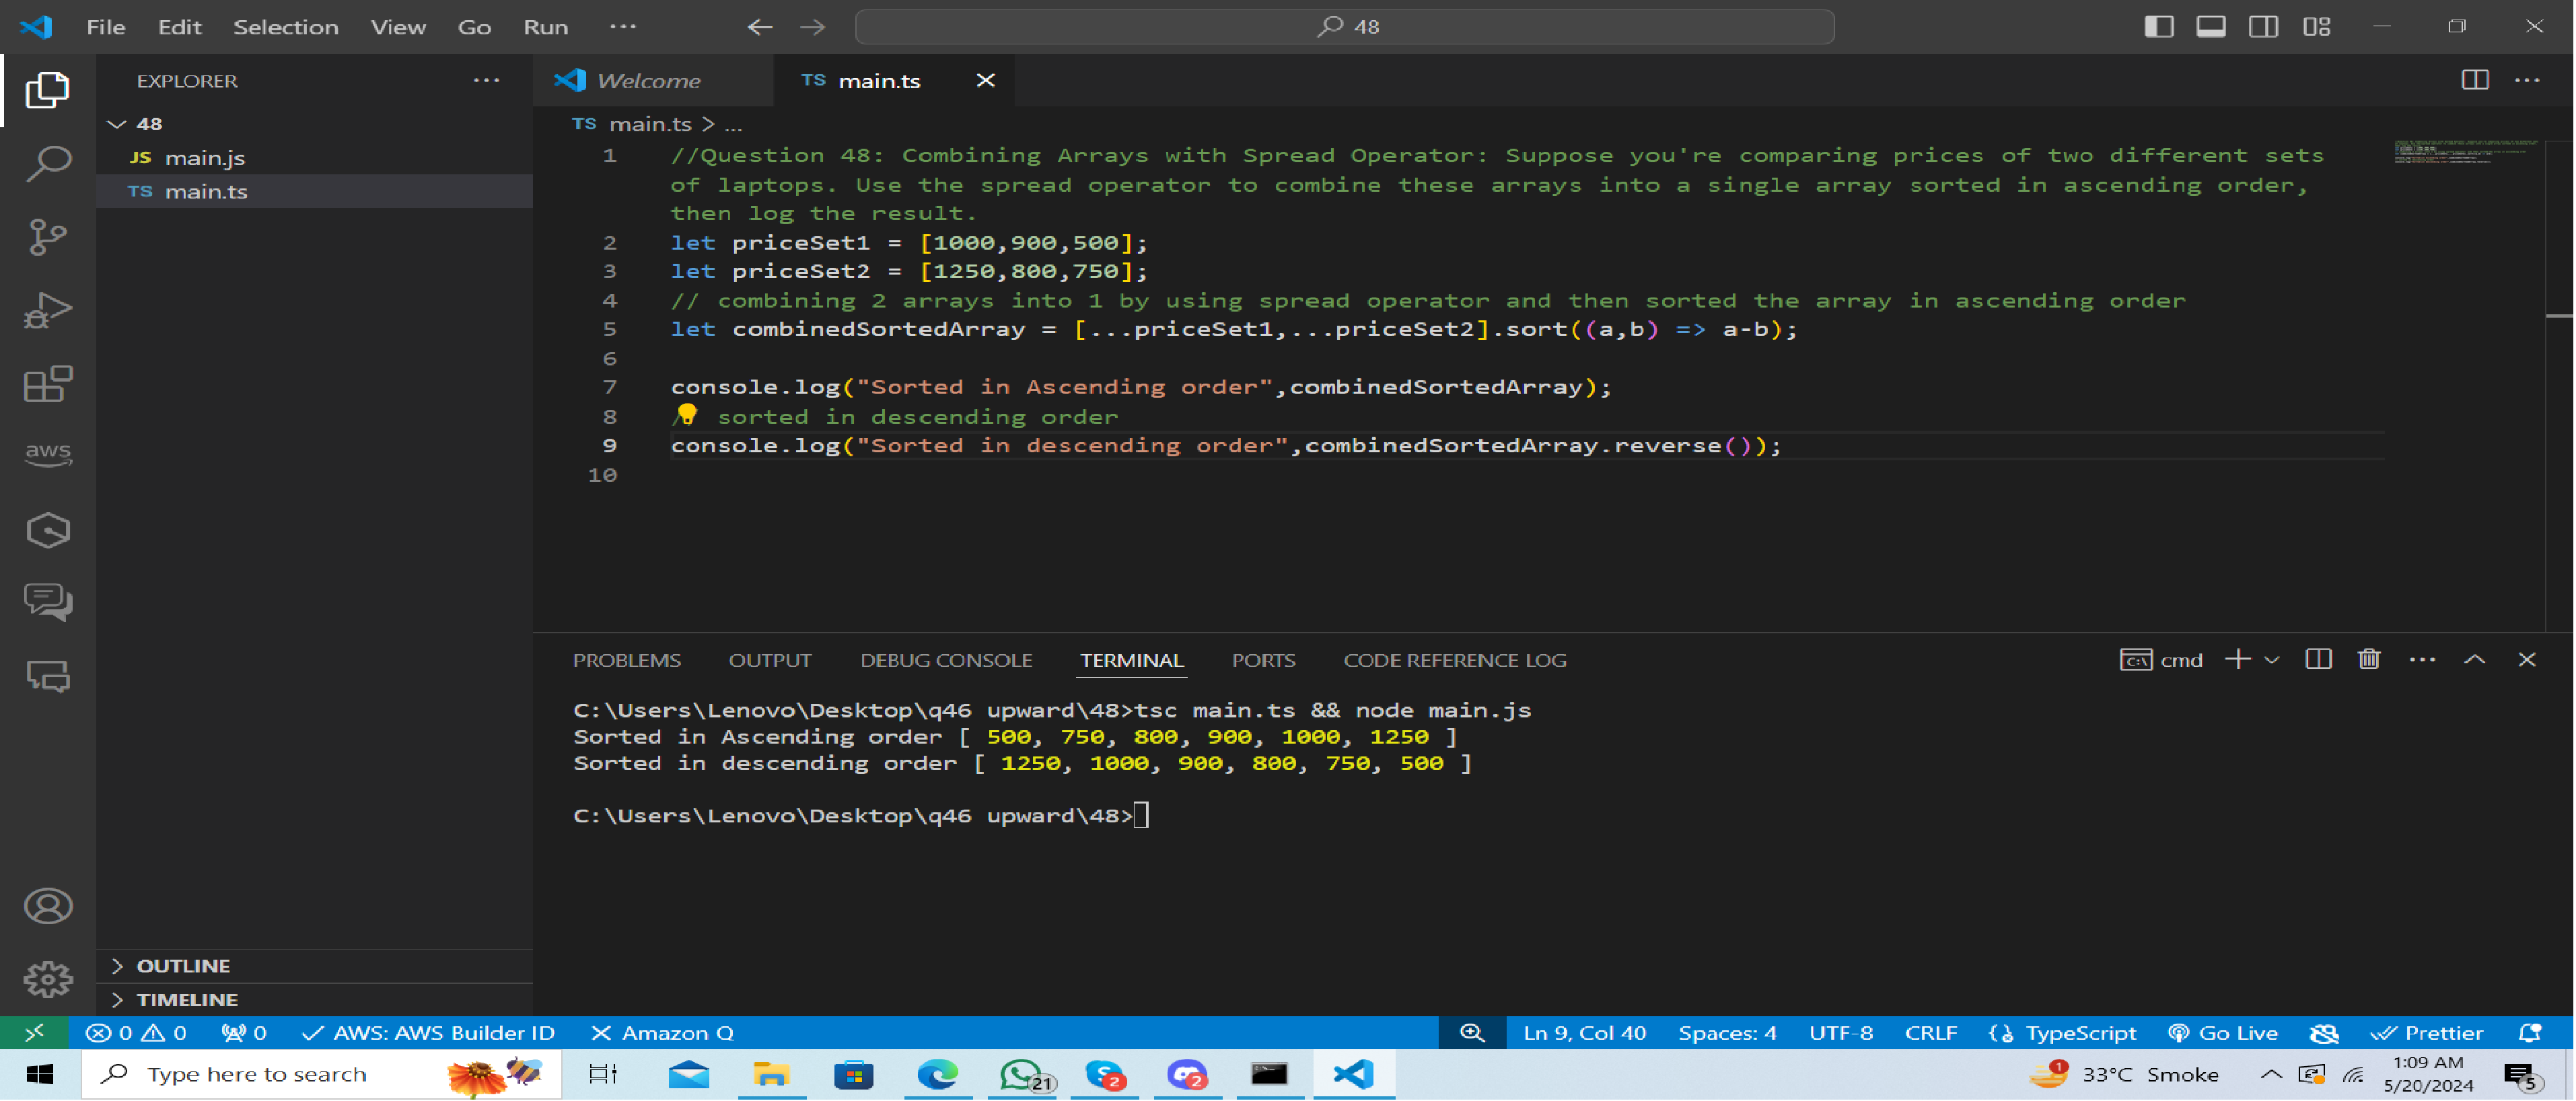 File Edit Selection View Go Run ··· 48
EXPLORER ···
48
JS main.js
TS main.ts
OUTLINE
TIMELINE
aws
Welcome TS main.ts
TS main.ts > ...
1 //Question 48: Combining Arrays with Spread Operator: Suppose you're comparing prices of two different sets
of laptops. Use the spread operator to combine these arrays into a single array sorted in ascending order,
then log the result.
2 let priceSet1 = [1000,900,500];
3 let priceSet2 = [1250,800,750];
4 // combining 2 arrays into 1 by using spread operator and then sorted the array in ascending order
5 let combinedSortedArray = [...priceSet1,...priceSet2].sort((a,b) => a-b);
6
7 console.log("Sorted in Ascending order",combinedSortedArray);
8 // sorted in descending order
9 console.log("Sorted in descending order",combinedSortedArray.reverse());
10
PROBLEMS OUTPUT DEBUG CONSOLE TERMINAL PORTS CODE REFERENCE LOG cmd
C:\Users\Lenovo\Desktop\q46 upward\48>tsc main.ts && node main.js
Sorted in Ascending order [ 500, 750, 800, 900, 1000, 1250 ]
Sorted in descending order [ 1250, 1000, 900, 800, 750, 500 ]
C:\Users\Lenovo\Desktop\q46 upward\48>
0 0 0 AWS: AWS Builder ID Amazon Q Ln 9, Col 40 Spaces: 4 UTF-8 CRLF TypeScript Go Live Prettier
Type here to search 21 2 2 1 33°C Smoke 1:09 AM 5
5/20/2024